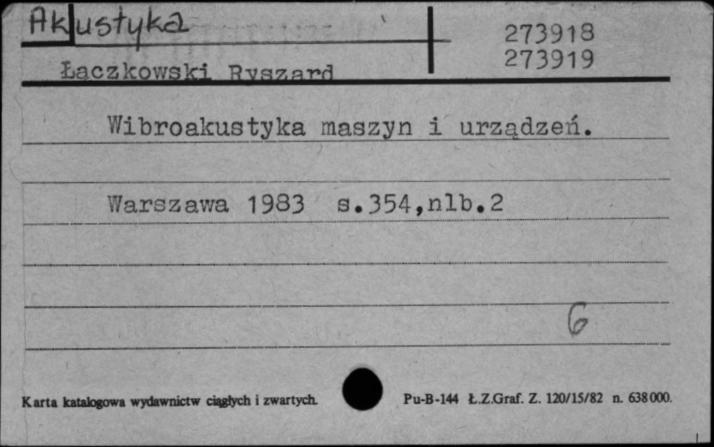 Akustyka
273918
273919
Łączkowski Ryszard
Wibroakustyka maszyn i urządzeń.
Warszawa 1983 s.354,nlb.2
6
Karta katalogowa wydawnictw ciągłych i zwartych.
Pu-B-144 Ł.Z.Graf. Z. 120/15/82 n. 638000.